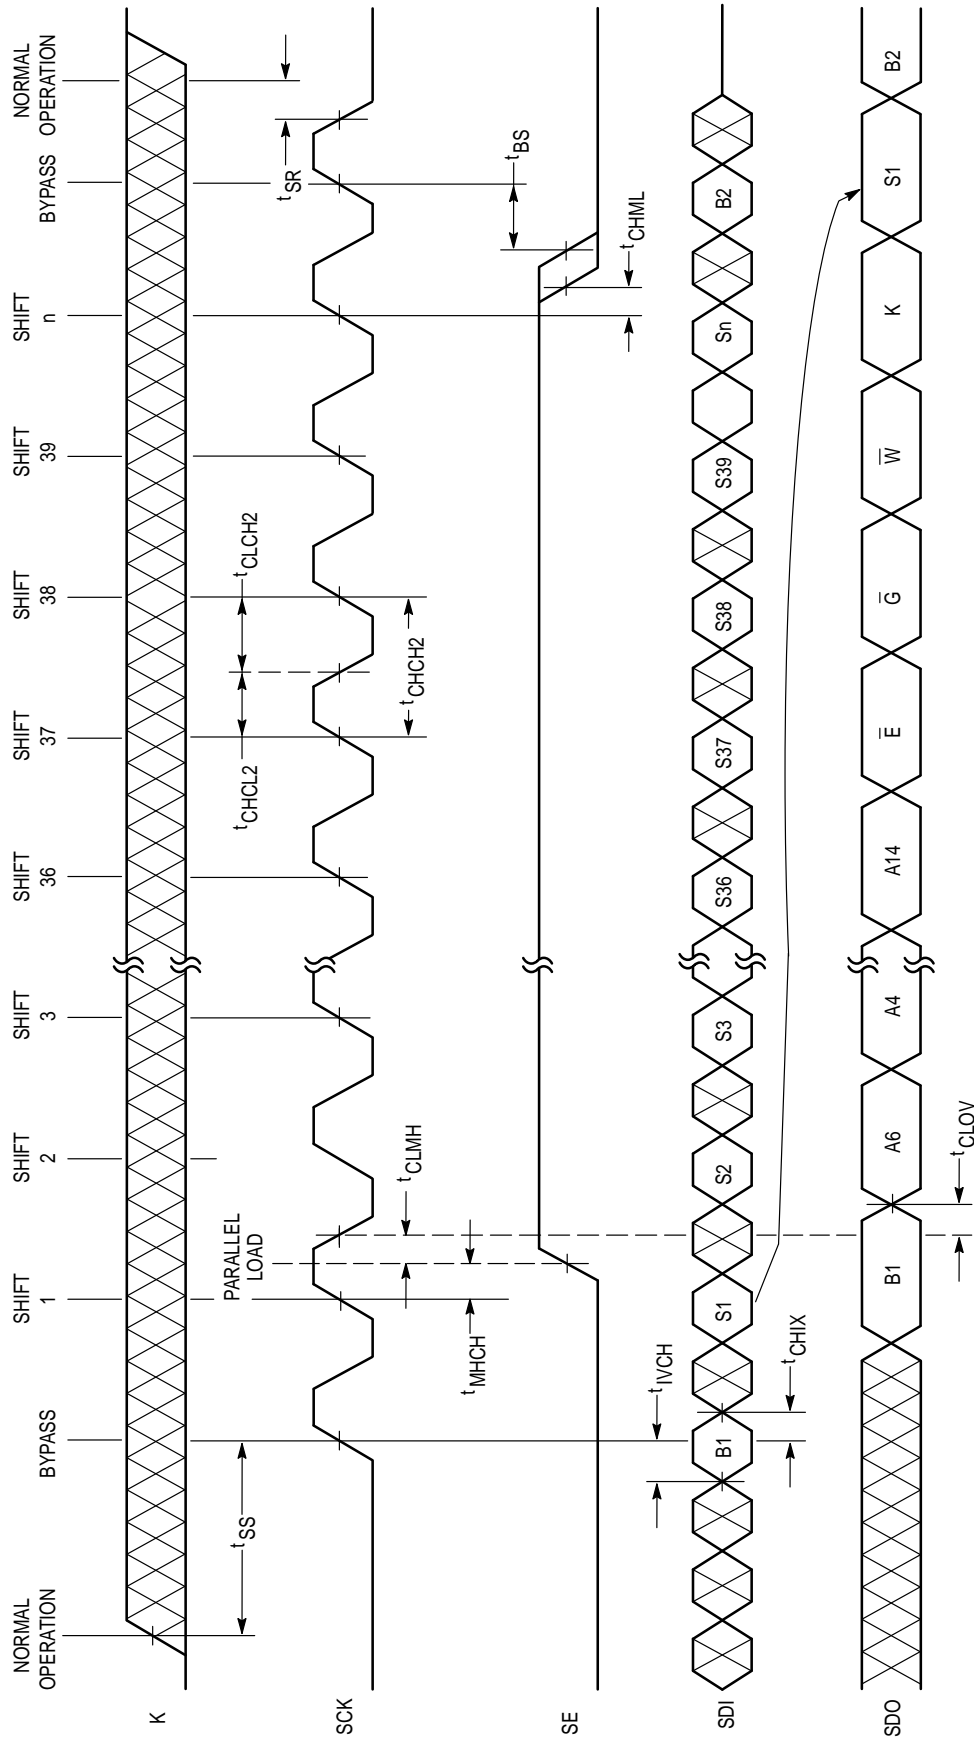 NORMAL
OPERATION
BYPASS
SHIFT
1
SHIFT
2
SHIFT
3
SHIFT
36
SHIFT
37
SHIFT
38
SHIFT
39
SHIFT
n
BYPASS
NORMAL
OPERATION
K
tSS
PARALLEL
LOAD
tCHCL2
tCLCH2
tSR
SCK
tMHCH
tCLMH
tCHCH2
tBS
SE
tIVCH
tCHML
SDI
B1
S1
S2
S3
S36
S37
S38
S39
Sn
B2
tCHIX
SDO
B1
A6
A4
A14
E̅
G̅
W̅
K
S1
B2
tCLOV